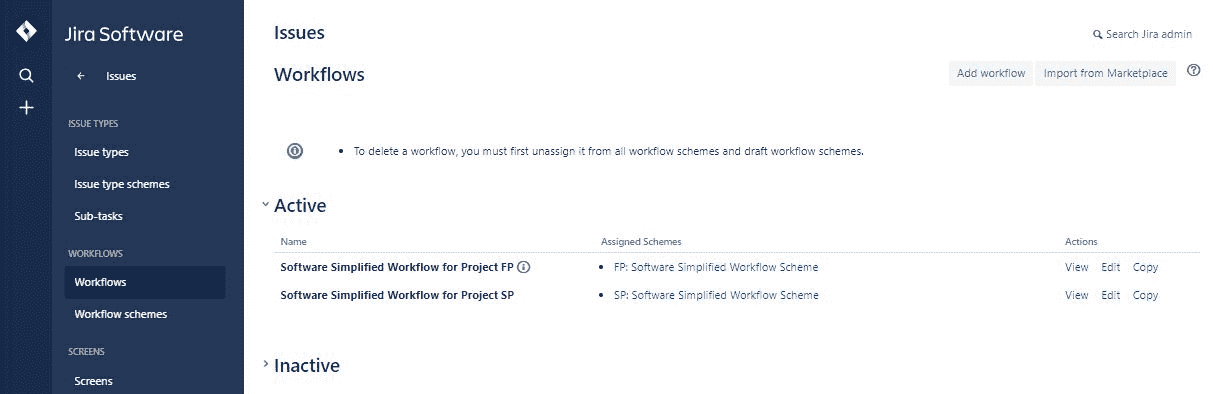 Jira Software
Issues
ISSUE TYPES
Issue types
Issue type schemes
Sub-tasks
WORKFLOWS
Workflows
Workflow schemes
SCREENS
Screens
Issues
Search Jira admin
Workflows
Add workflow Import from Marketplace
• To delete a workflow, you must first unassign it from all workflow schemes and draft workflow schemes.
Active
Name Assigned Schemes Actions
Software Simplified Workflow for Project FP • FP: Software Simplified Workflow Scheme View Edit Copy
Software Simplified Workflow for Project SP • SP: Software Simplified Workflow Scheme View Edit Copy
Inactive